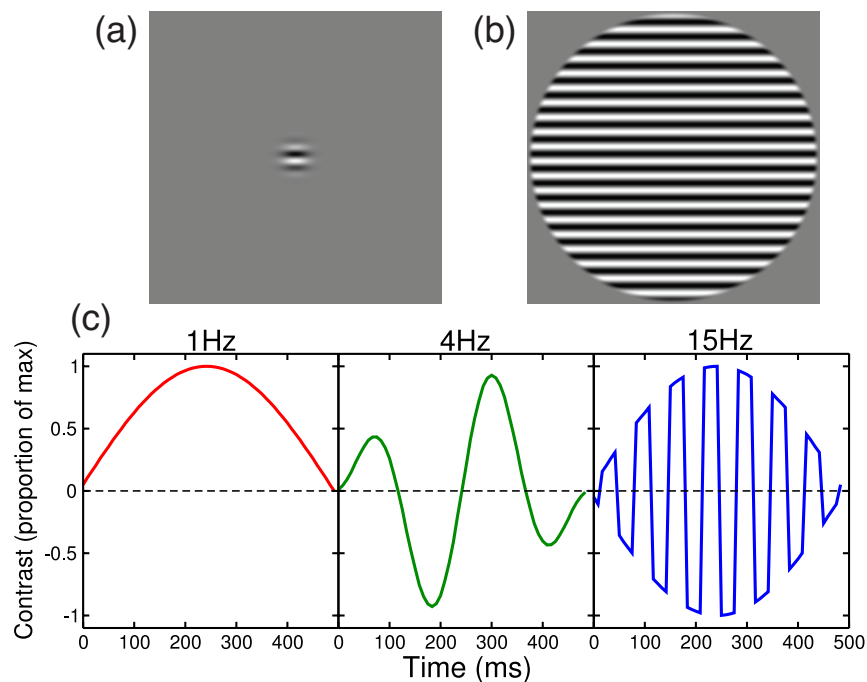 (a)
(b)
(c)
1Hz
4Hz
15Hz
Contrast (proportion of max)
1
0.5
0
-0.5
-1
0 100 200 300 400
0 100 200 300 400
0 100 200 300 400 500
Time (ms)